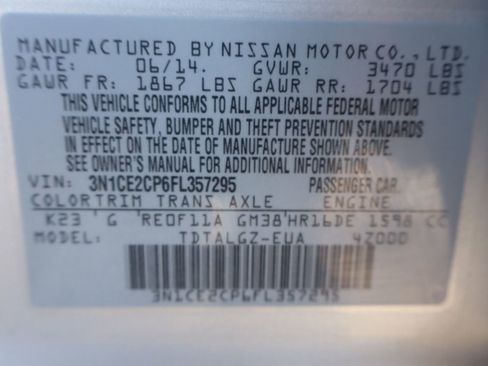 MANUFACTURED BY NISSAN MOTOR CO., LTD.
DATE: 06/14. GVWR: 3470 LBS
GAWR FR: 1867 LBS GAWR RR: 1704 LBS
THIS VEHICLE CONFORMS TO ALL APPLICABLE FEDERAL MOTOR
VEHICLE SAFETY, BUMPER AND THEFT PREVENTION STANDARDS
IN EFFECT ON THE DATE OF MANUFACTURE SHOWN ABOVE.
SEE OWNER'S MANUAL FOR ADDITIONAL INFORMATION.
VIN: 3N1CE2CP6FL357295 PASSENGER CAR
COLOR TRIM TRANS AXLE ENGINE
K23 ' G ' RE0F11A GM38 ' HR16DE 1598 CC
MODEL: TDTALGZ-EUA 4Z000
3N1CE2CP6FL357295